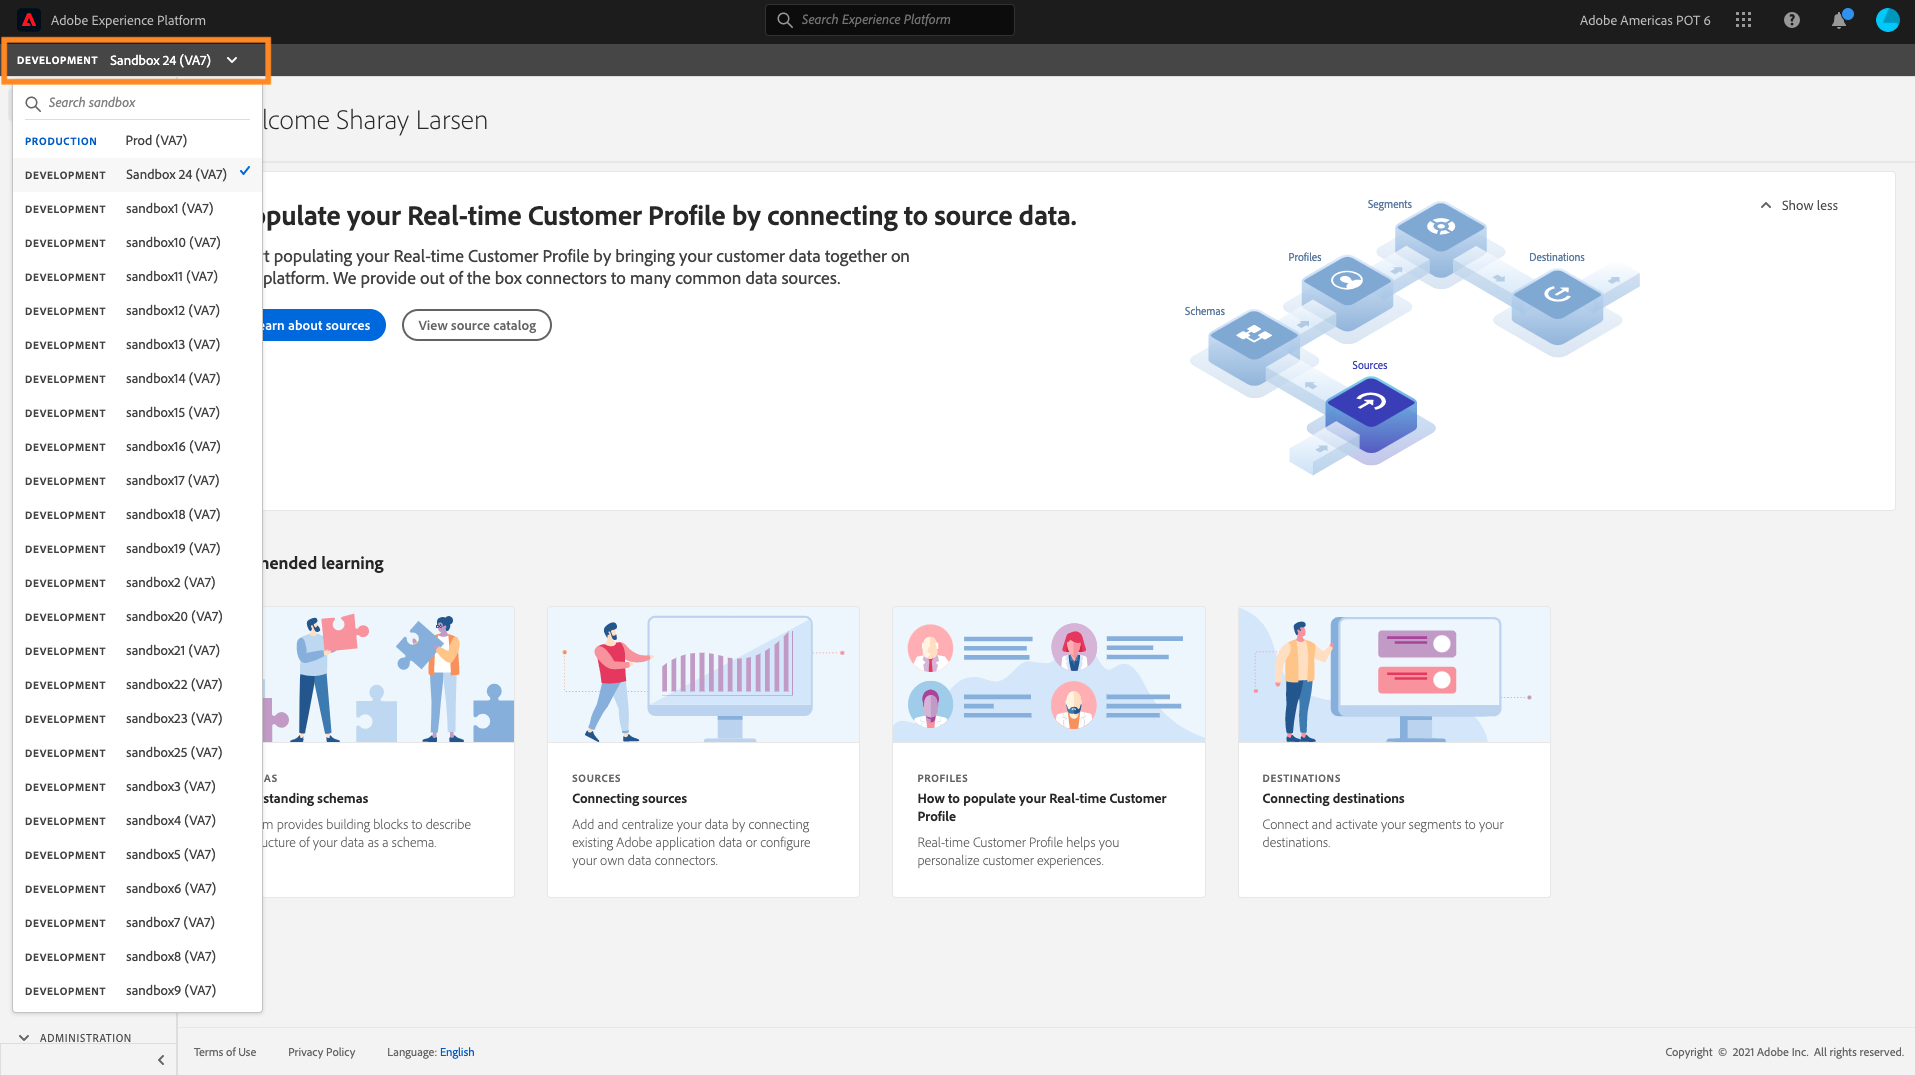 Adobe Experience Platform
Search Experience Platform
Adobe Americas POT 6
DEVELOPMENT Sandbox 24 (VA7)
Search sandbox
PRODUCTION Prod (VA7)
DEVELOPMENT Sandbox 24 (VA7)
DEVELOPMENT sandbox1 (VA7)
DEVELOPMENT sandbox10 (VA7)
DEVELOPMENT sandbox11 (VA7)
DEVELOPMENT sandbox12 (VA7)
DEVELOPMENT sandbox13 (VA7)
DEVELOPMENT sandbox14 (VA7)
DEVELOPMENT sandbox15 (VA7)
DEVELOPMENT sandbox16 (VA7)
DEVELOPMENT sandbox17 (VA7)
DEVELOPMENT sandbox18 (VA7)
DEVELOPMENT sandbox19 (VA7)
DEVELOPMENT sandbox2 (VA7)
DEVELOPMENT sandbox20 (VA7)
DEVELOPMENT sandbox21 (VA7)
DEVELOPMENT sandbox22 (VA7)
DEVELOPMENT sandbox23 (VA7)
DEVELOPMENT sandbox25 (VA7)
DEVELOPMENT sandbox3 (VA7)
DEVELOPMENT sandbox4 (VA7)
DEVELOPMENT sandbox5 (VA7)
DEVELOPMENT sandbox6 (VA7)
DEVELOPMENT sandbox7 (VA7)
DEVELOPMENT sandbox8 (VA7)
DEVELOPMENT sandbox9 (VA7)
ADMINISTRATION
lcome Sharay Larsen
pulate your Real-time Customer Profile by connecting to source data.
t populating your Real-time Customer Profile by bringing your customer data together on
platform. We provide out of the box connectors to many common data sources.
earn about sources
View source catalog
Show less
Segments
Profiles
Destinations
Schemas
Sources
mended learning
AS
standing schemas
m provides building blocks to describe
ucture of your data as a schema.
SOURCES
Connecting sources
Add and centralize your data by connecting
existing Adobe application data or configure
your own data connectors.
PROFILES
How to populate your Real-time Customer
Profile
Real-time Customer Profile helps you
personalize customer experiences.
DESTINATIONS
Connecting destinations
Connect and activate your segments to your
destinations.
Terms of Use
Privacy Policy
Language: English
Copyright © 2021 Adobe Inc. All rights reserved.